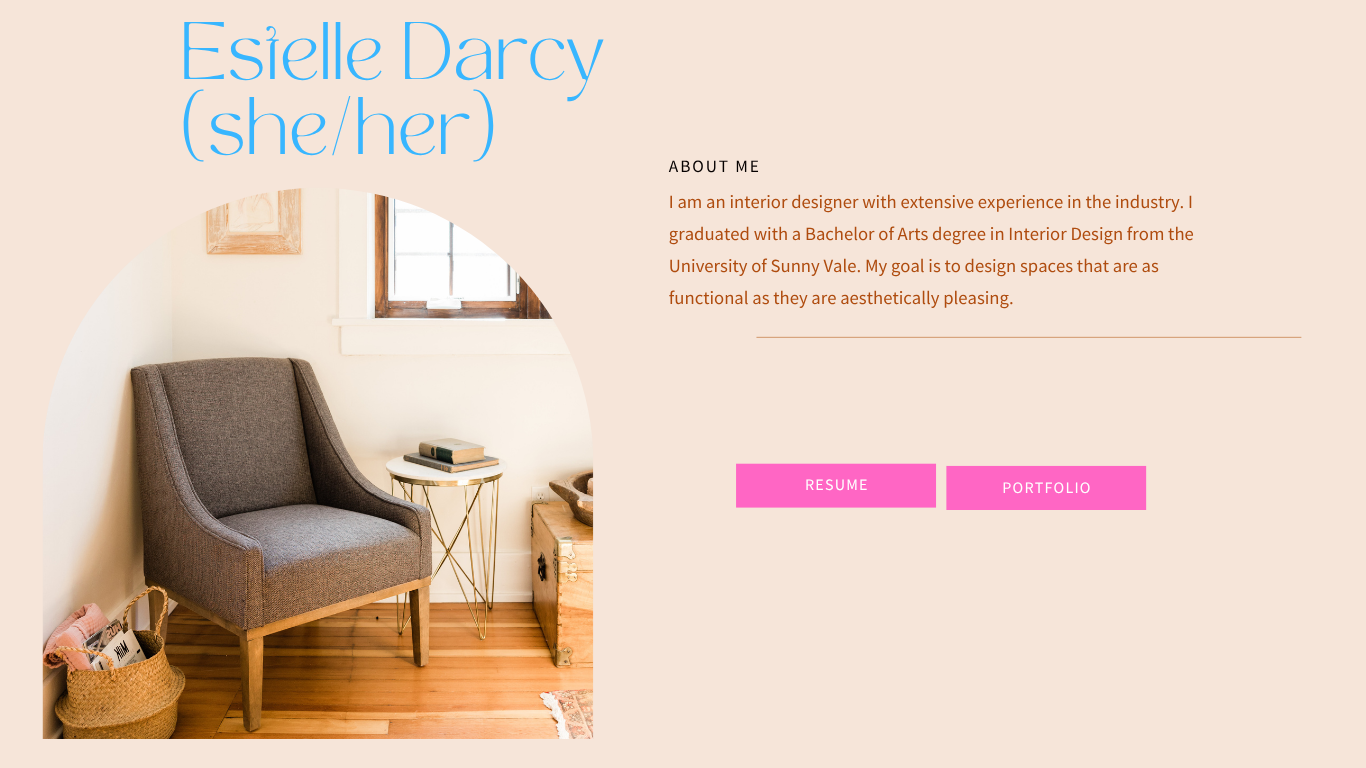 Estelle Darcy
(she/her)
ABOUT ME
I am an interior designer with extensive experience in the industry. I
graduated with a Bachelor of Arts degree in Interior Design from the
University of Sunny Vale. My goal is to design spaces that are as
functional as they are aesthetically pleasing.
RESUME
PORTFOLIO